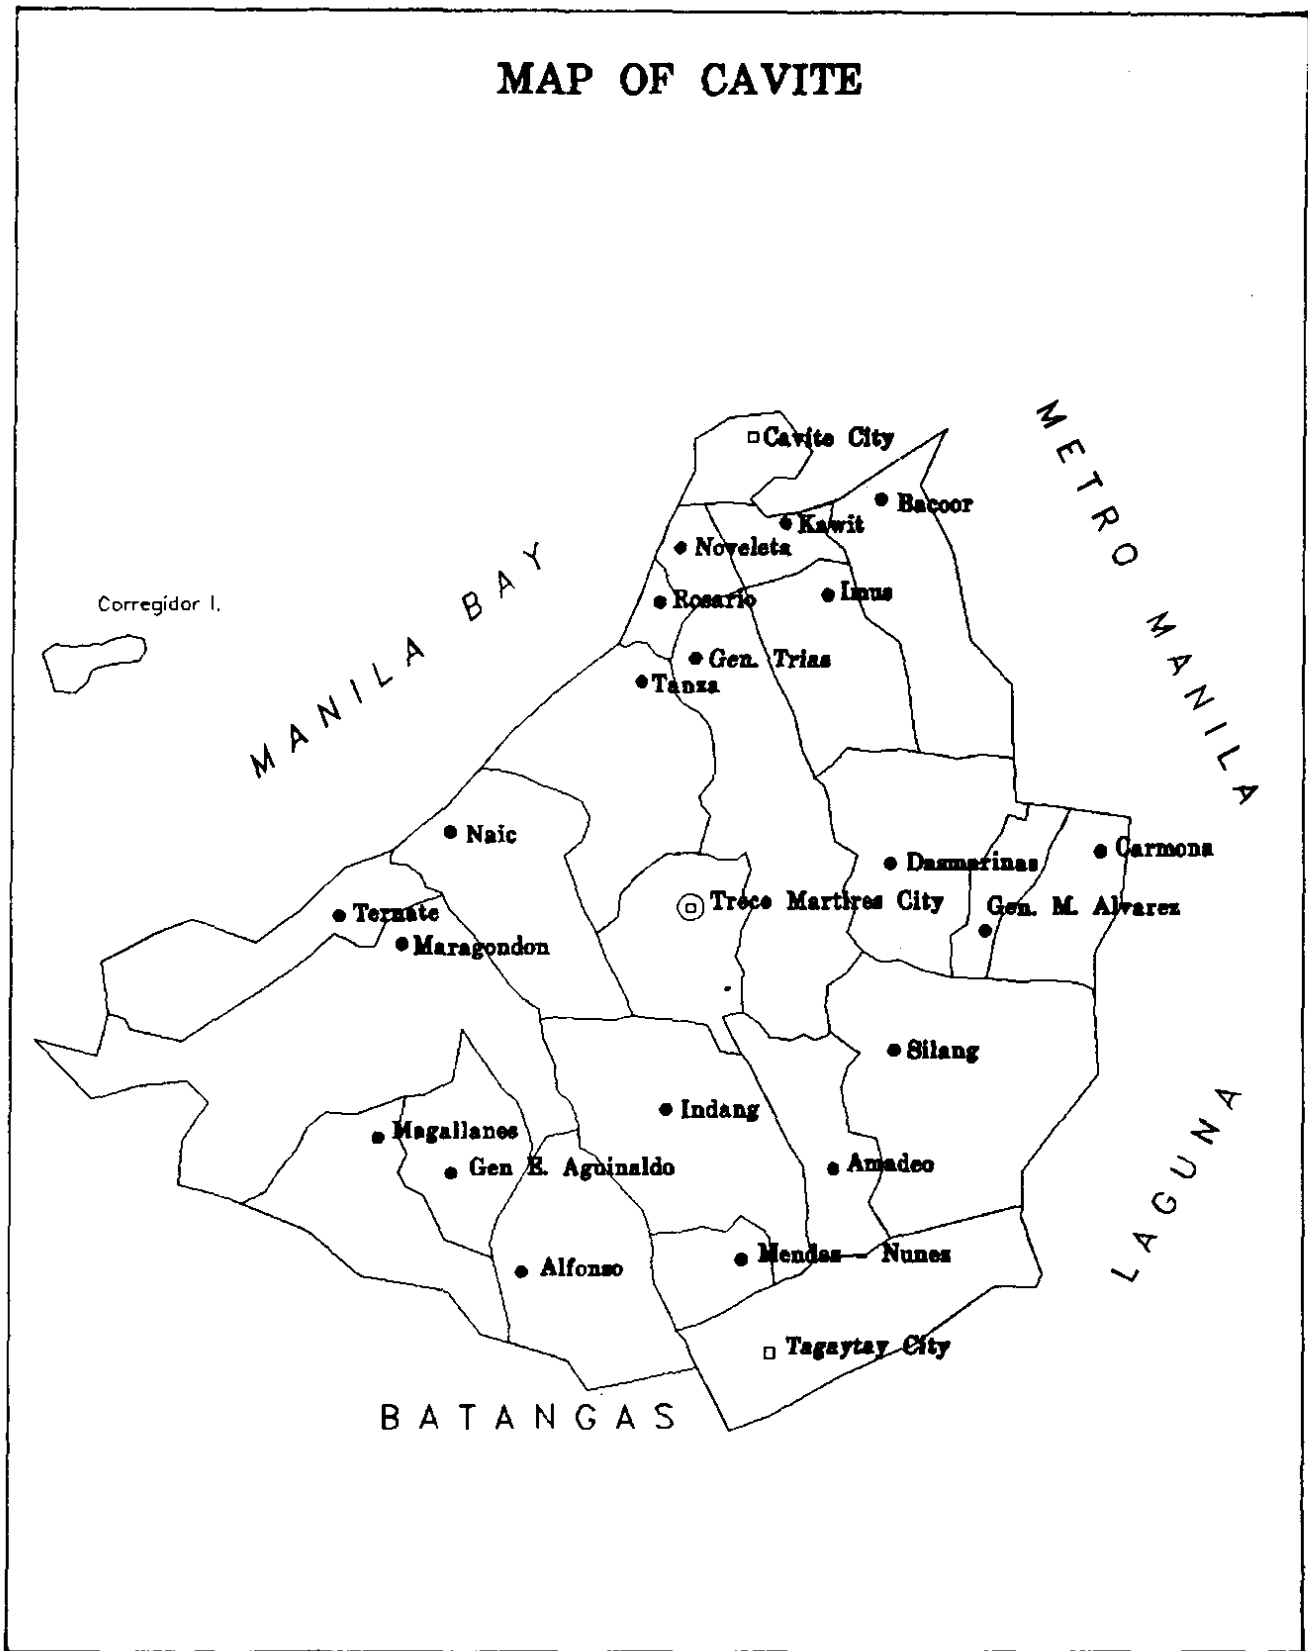 MAP OF CAVITE
METRO MANILA
Cavite City
Bacoor
Kawit
Noveleta
MANILA BAY
Imus
Rosario
Corregidor I.
Gen. Trias
Tanza
Naic
Carmona
Dasmarinas
Trece Martires City
Gen. M. Alvarez
Ternate
Maragondon
Silang
LAGUNA
Indang
Magallanes
Gen E. Aguinaldo
Amadeo
Mendez - Nunez
Alfonso
Tagaytay City
BATANGAS